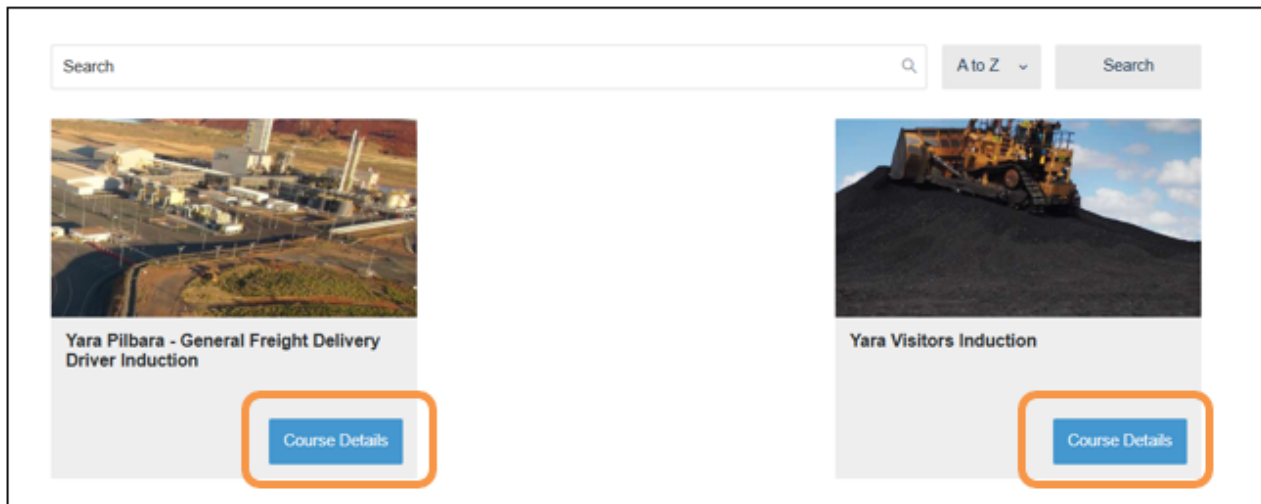 Search
A to Z
Search
Yara Pilbara - General Freight Delivery
Driver Induction
Course Details
Yara Visitors Induction
Course Details